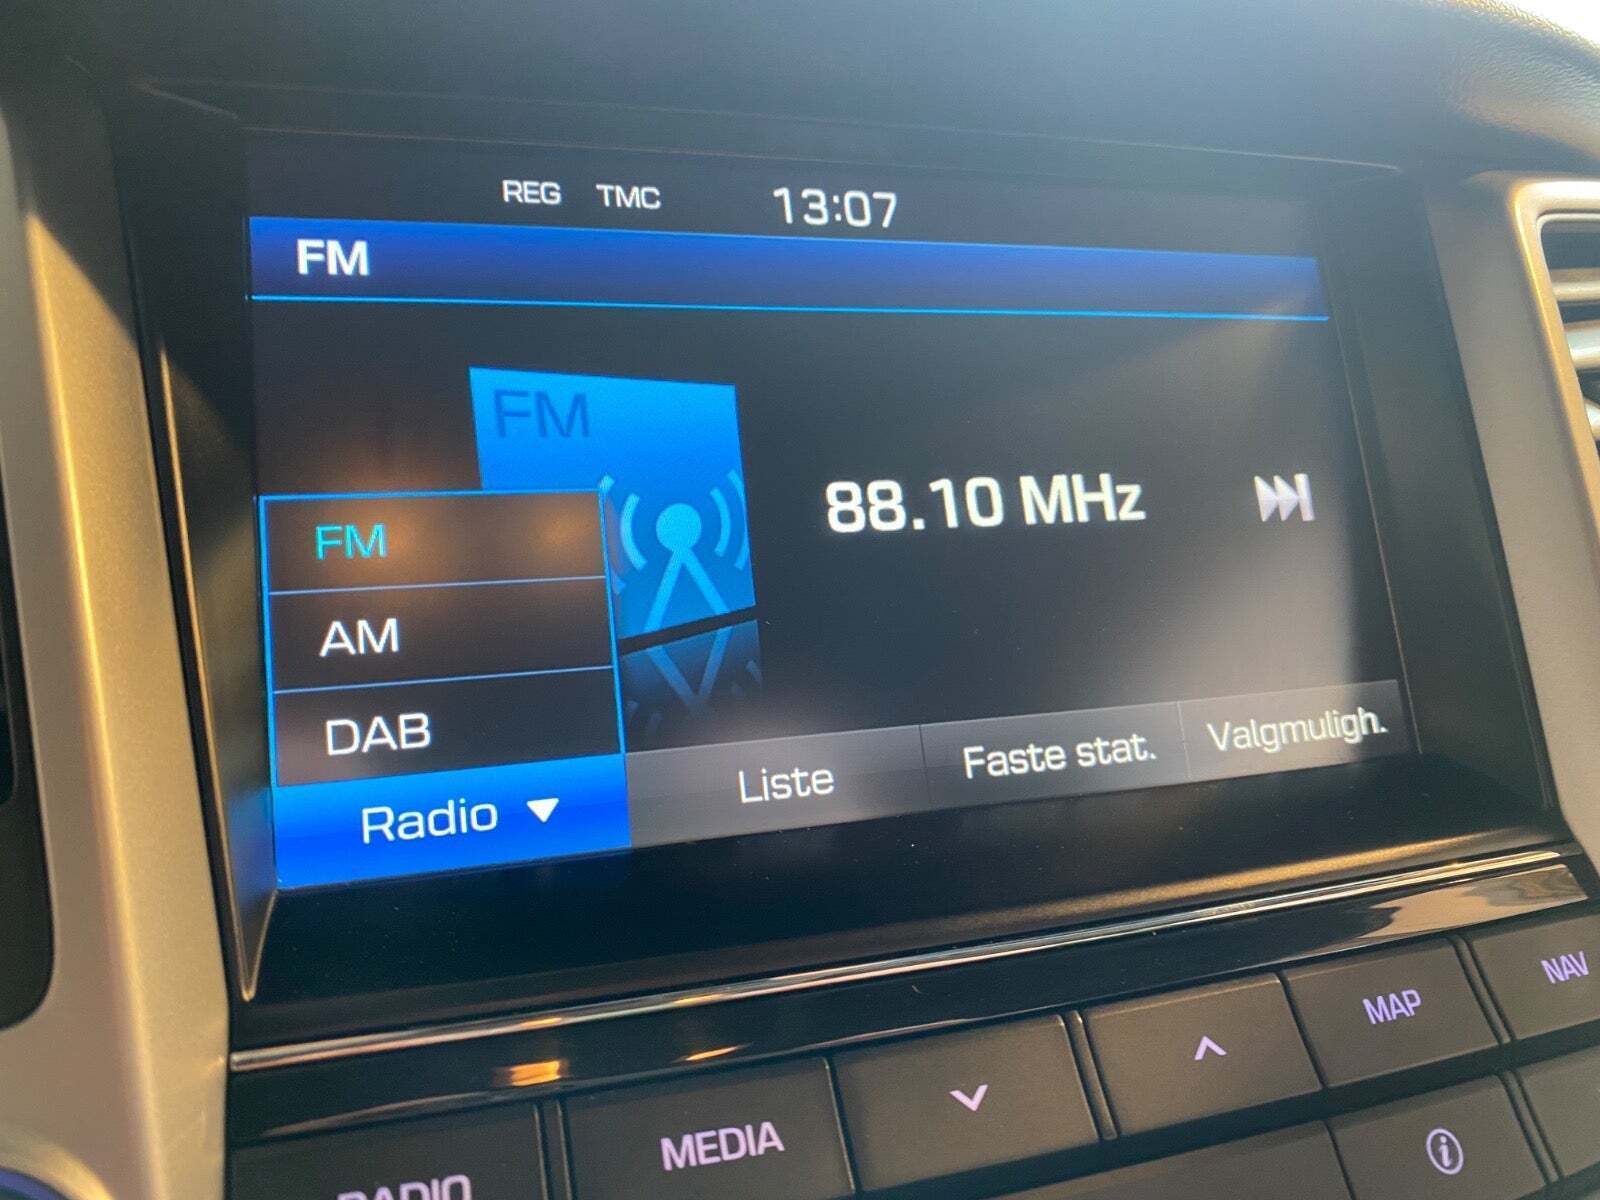 REG TMC 13:07
FM
FM
88.10 MHz
FM
AM
DAB
Radio
Liste
Faste stat.
Valgmuligh.
NAV
MAP
MEDIA
RADIO